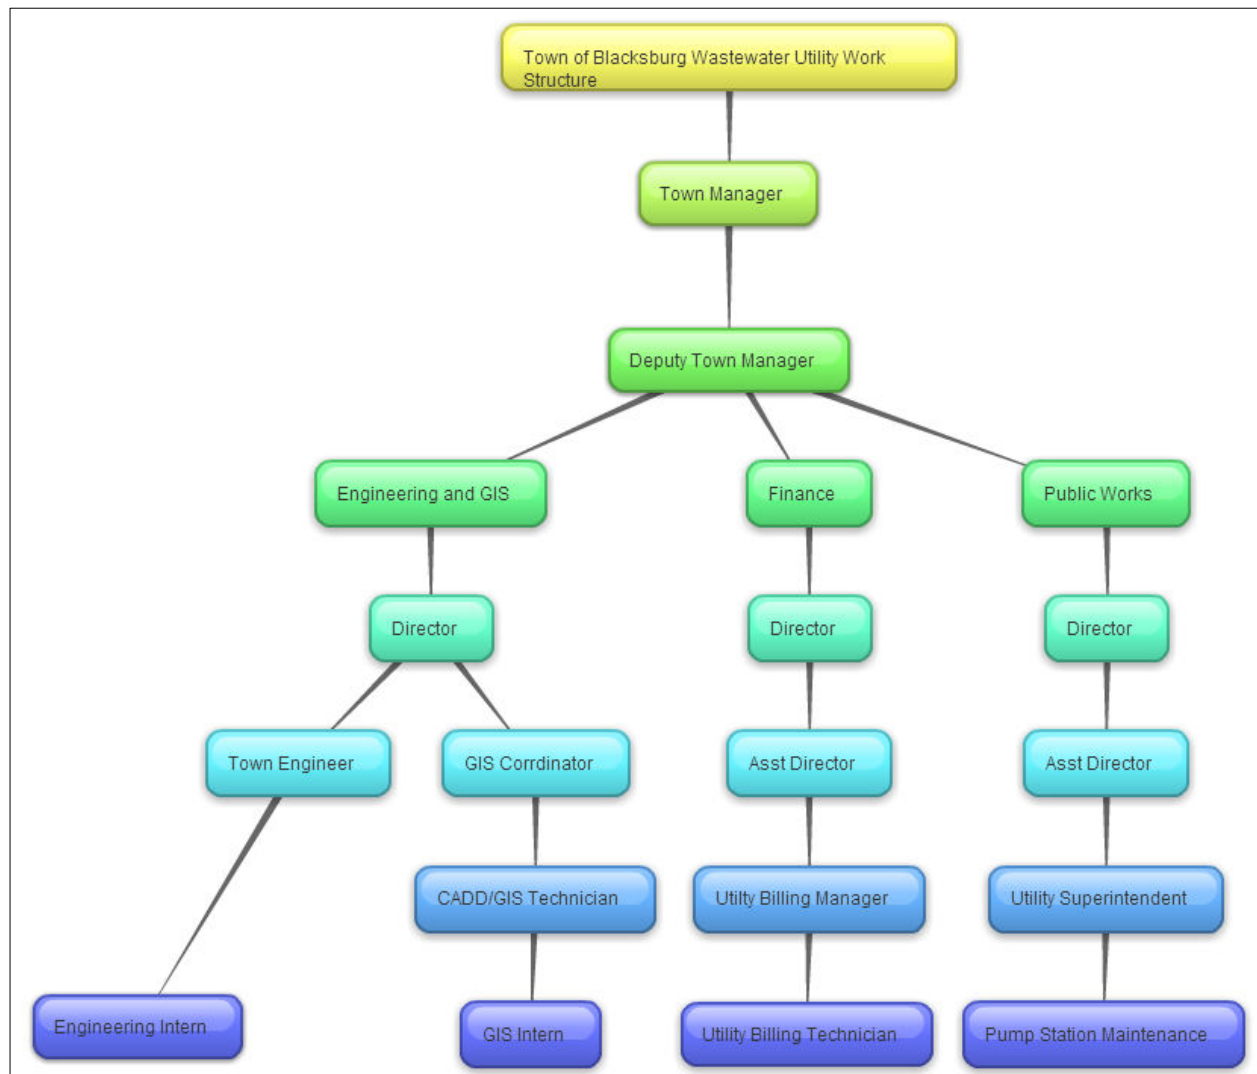 Town of Blacksburg Wastewater Utility Work
Structure
Town Manager
Deputy Town Manager
Engineering and GIS
Finance
Public Works
Director
Director
Director
Town Engineer
GIS Corrdinator
Asst Director
Asst Director
CADD/GIS Technician
Utilty Billing Manager
Utility Superintendent
Engineering Intern
GIS Intern
Utility Billing Technician
Pump Station Maintenance